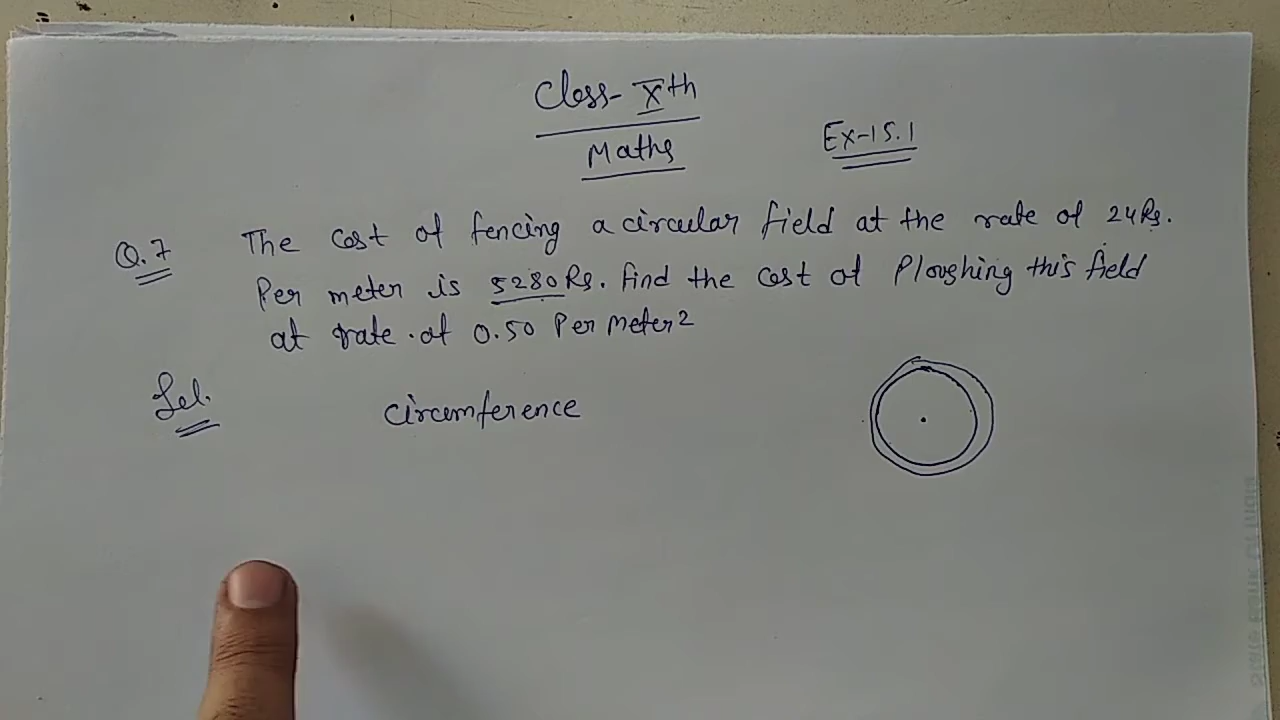 Class-Xth
Maths
Ex-15.1
Q.7 The cost of fencing a circular field at the rate of 24Rs.
Per meter is 5280Rs. find the cost of Ploughing this field
at rate of 0.50 Per meter2
Sol.
circumference